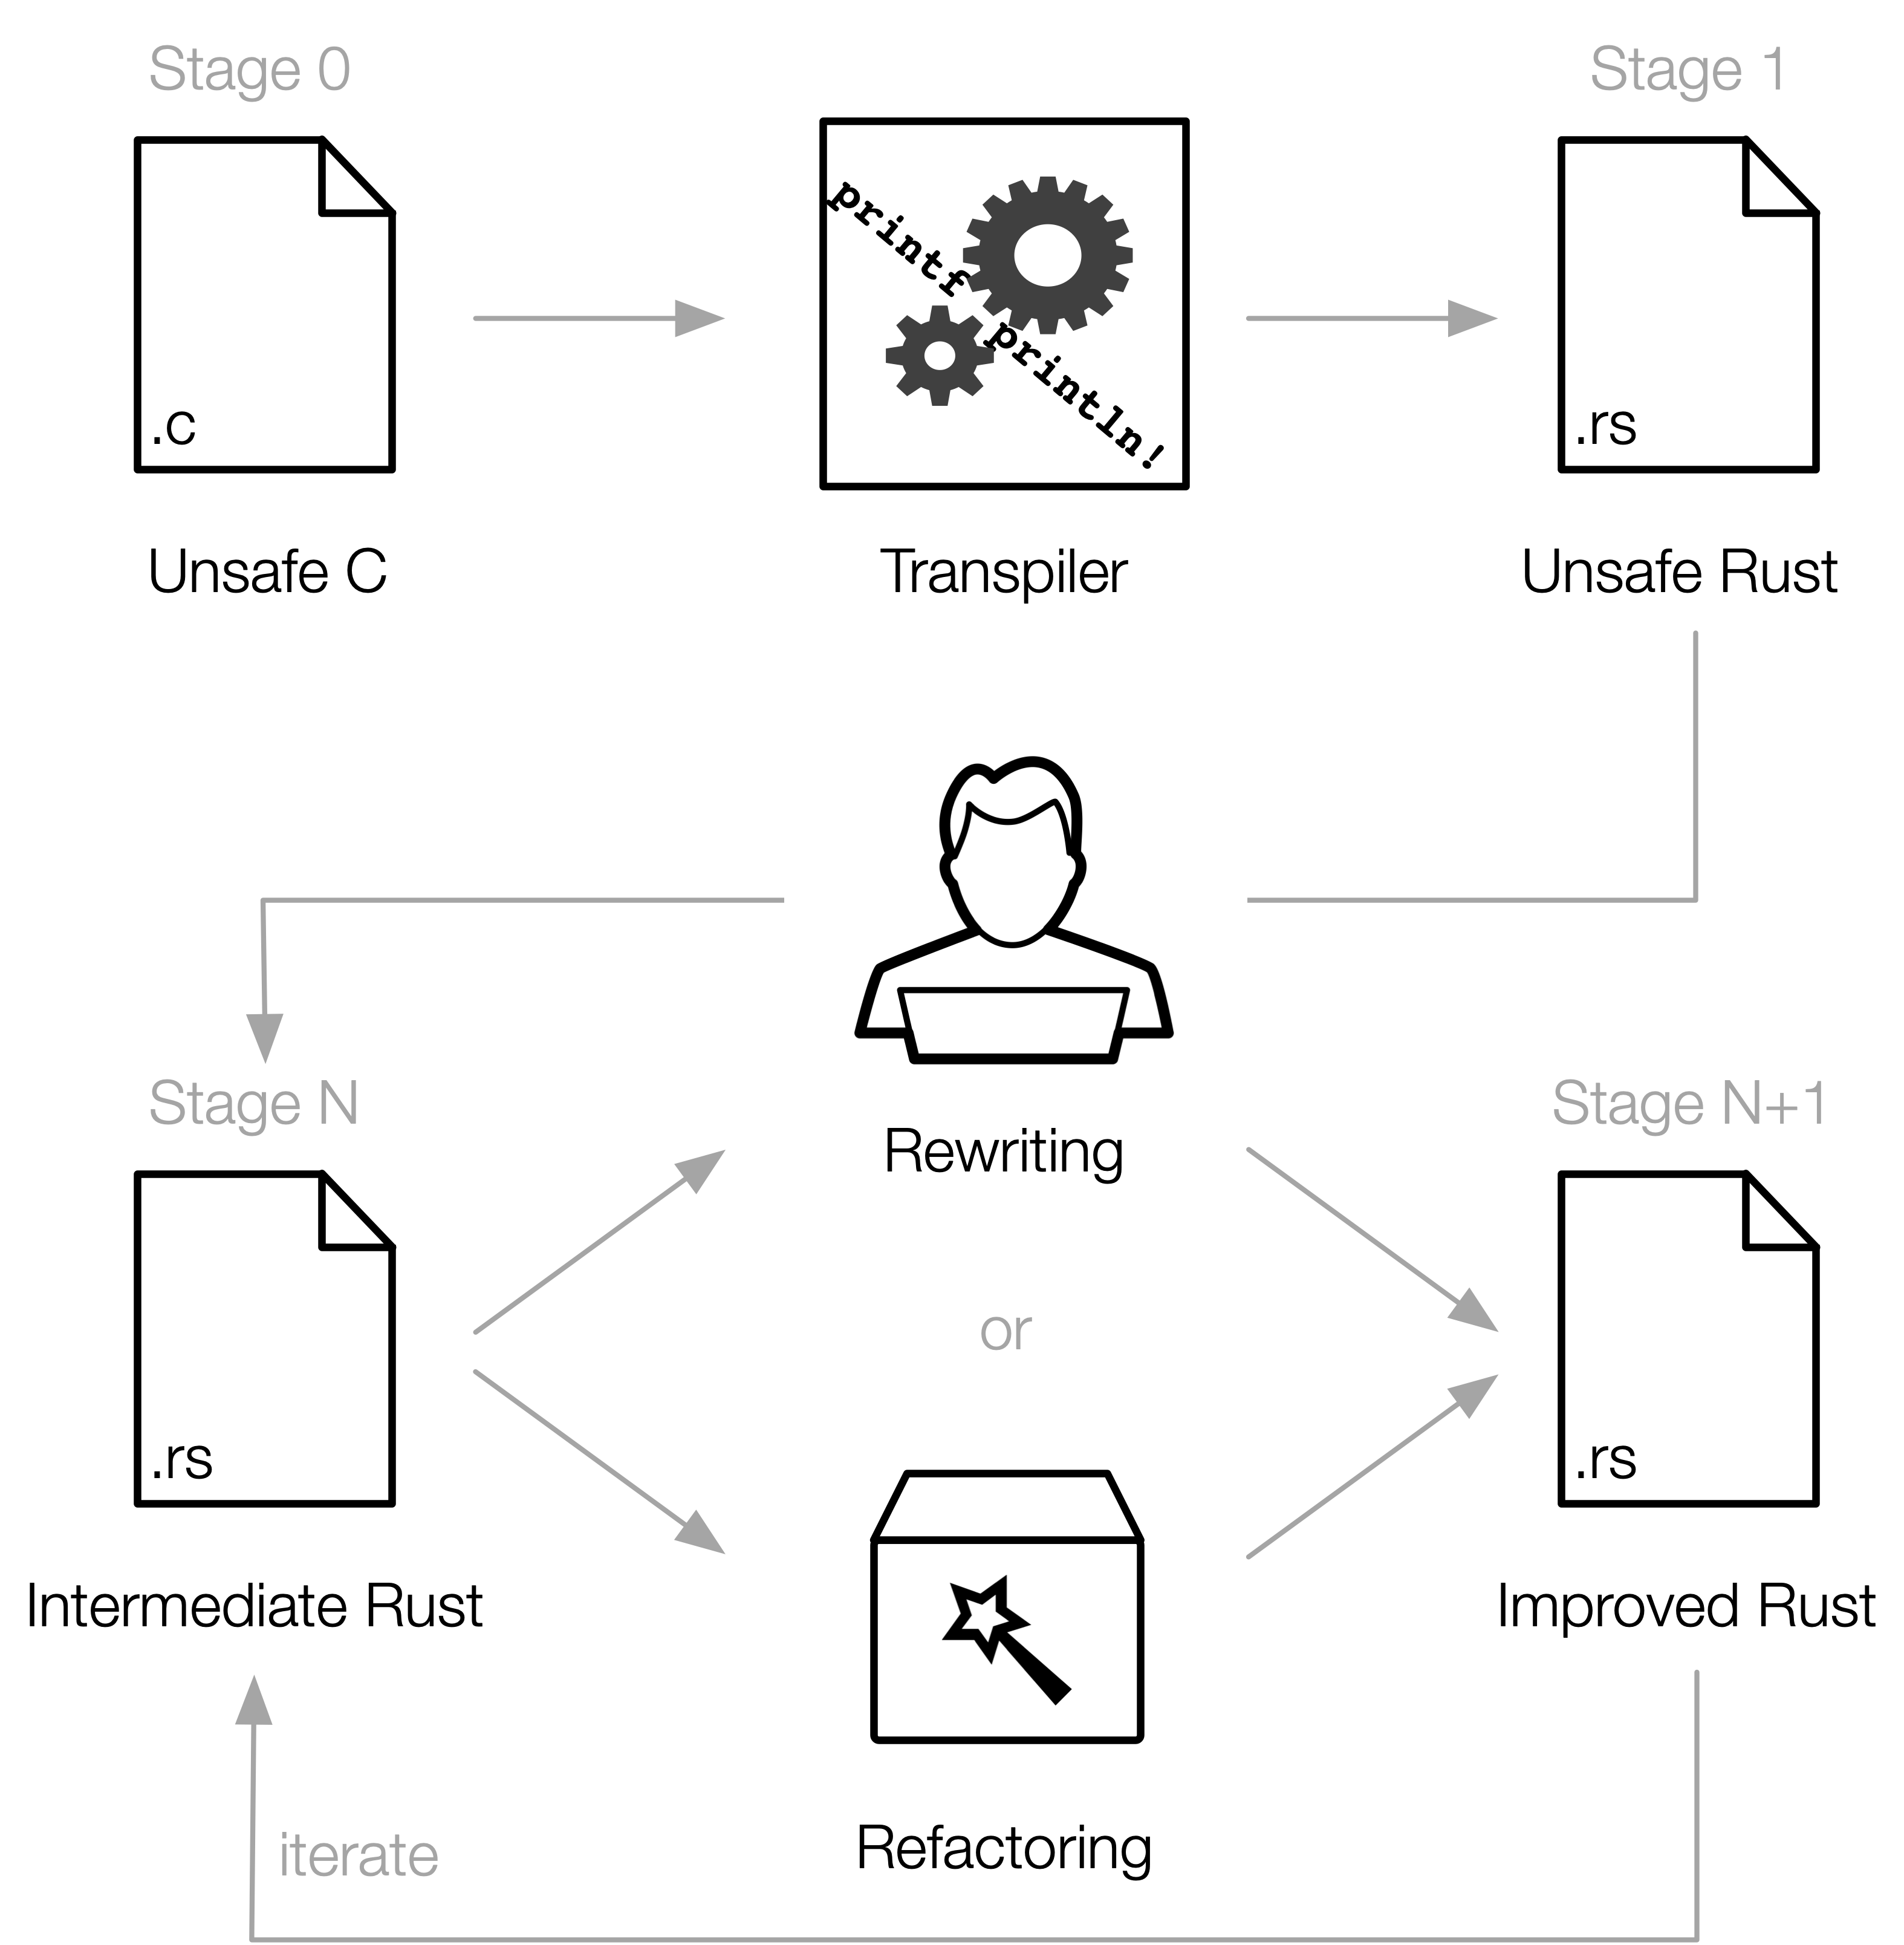 Stage 0
Stage 1
printf
println!
.c
.rs
Unsafe C
Transpiler
Unsafe Rust
Stage N
Stage N+1
Rewriting
or
.rs
.rs
Intermediate Rust
Improved Rust
iterate
Refactoring